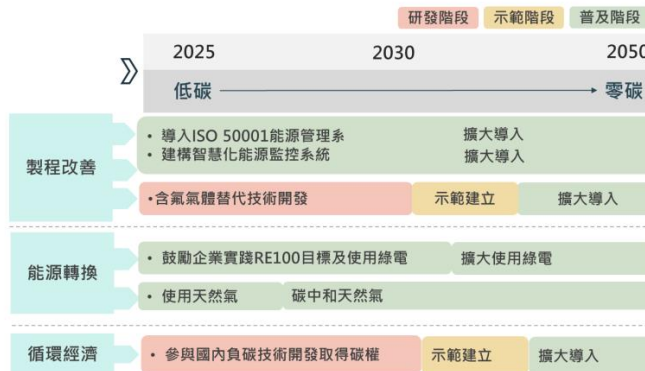 研發階段 示範階段 普及階段
2025 2030 2050
低碳 零碳
製程改善
• 導入ISO 50001能源管理系 擴大導入
• 建構智慧化能源監控系統 擴大導入
•含氟氣體替代技術開發 示範建立 擴大導入
能源轉換
• 鼓勵企業實踐RE100目標及使用綠電 擴大使用綠電
• 使用天然氣 碳中和天然氣
循環經濟
• 參與國內負碳技術開發取得碳權 示範建立 擴大導入